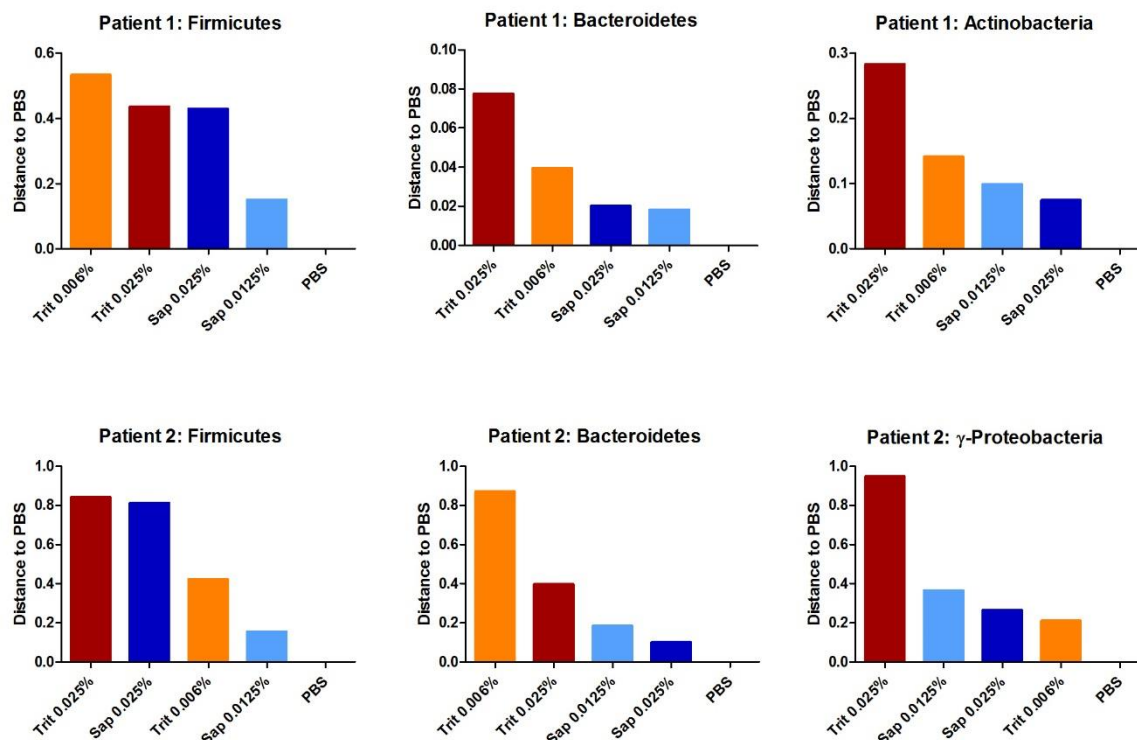 Patient 1: Firmicutes
Distance to PBS
0.6
0.4
0.2
0.0
Trit 0.006%
Trit 0.025%
Sap 0.025%
Sap 0.0125%
PBS
Patient 1: Bacteroidetes
Distance to PBS
0.10
0.08
0.06
0.04
0.02
0.00
Trit 0.025%
Trit 0.006%
Sap 0.025%
Sap 0.0125%
PBS
Patient 1: Actinobacteria
Distance to PBS
0.3
0.2
0.1
0.0
Trit 0.025%
Trit 0.006%
Sap 0.0125%
Sap 0.025%
PBS
Patient 2: Firmicutes
Distance to PBS
1.0
0.8
0.6
0.4
0.2
0.0
Trit 0.025%
Sap 0.025%
Trit 0.006%
Sap 0.0125%
PBS
Patient 2: Bacteroidetes
Distance to PBS
1.0
0.8
0.6
0.4
0.2
0.0
Trit 0.006%
Trit 0.025%
Sap 0.0125%
Sap 0.025%
PBS
Patient 2: γ-Proteobacteria
Distance to PBS
1.0
0.8
0.6
0.4
0.2
0.0
Trit 0.025%
Sap 0.0125%
Sap 0.025%
Trit 0.006%
PBS